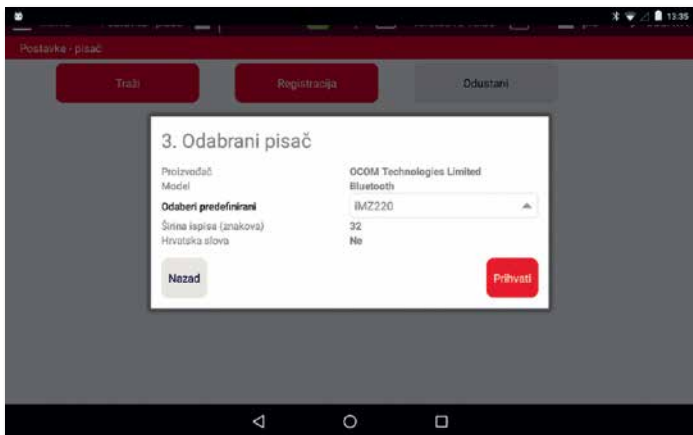 13:35
Postavke - pisač
Traži Registracija Odustani
3. Odabrani pisač
Proizvođač OCOM Technologies Limited
Model Bluetooth
Odaberi predefinirani iMZ220
Širina ispisa (znakova) 32
Hrvatska slova No
Nazad Prihvati